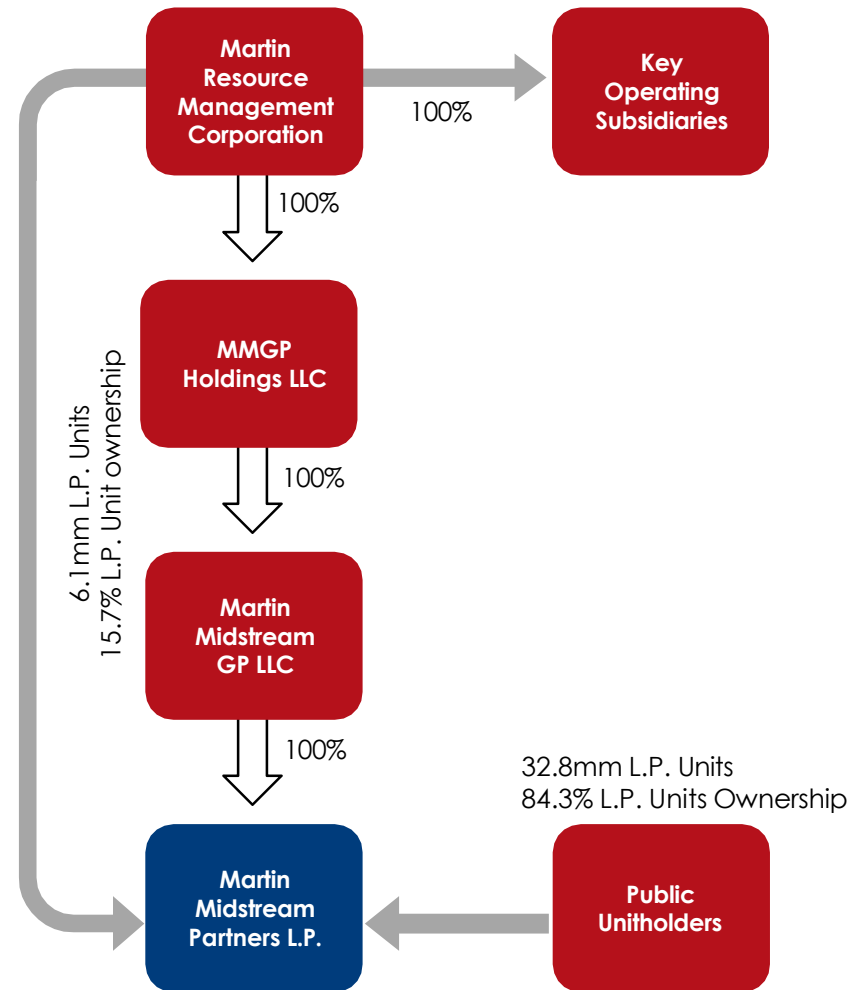 Martin
Resource
Management
Corporation
100%
Key
Operating
Subsidiaries
100%
MMGP
Holdings LLC
6.1mm L.P. Units
15.7% L.P. Unit ownership
100%
Martin
Midstream
GP LLC
100%
32.8mm L.P. Units
84.3% L.P. Units Ownership
Martin
Midstream
Partners L.P.
Public
Unitholders